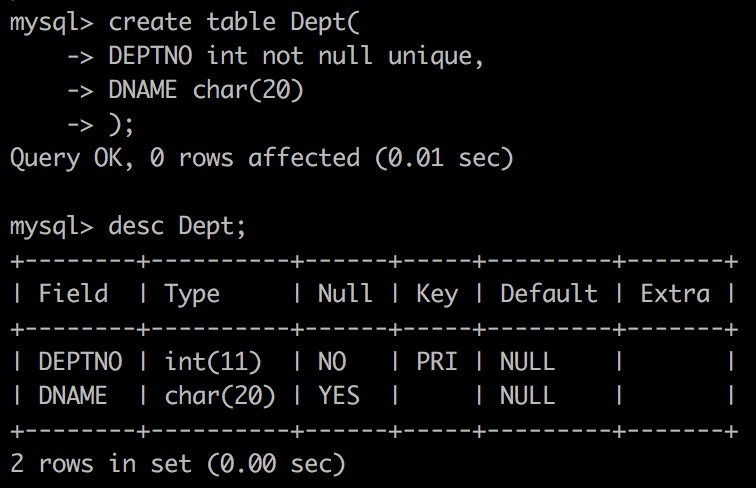 mysql> create table Dept(
    -> DEPTNO int not null unique,
    -> DNAME char(20)
    -> );
Query OK, 0 rows affected (0.01 sec)

mysql> desc Dept;
+--------+----------+------+-----+---------+-------+
| Field  | Type     | Null | Key | Default | Extra |
+--------+----------+------+-----+---------+-------+
| DEPTNO | int(11)  | NO   | PRI | NULL    |       |
| DNAME  | char(20) | YES  |     | NULL    |       |
+--------+----------+------+-----+---------+-------+
2 rows in set (0.00 sec)